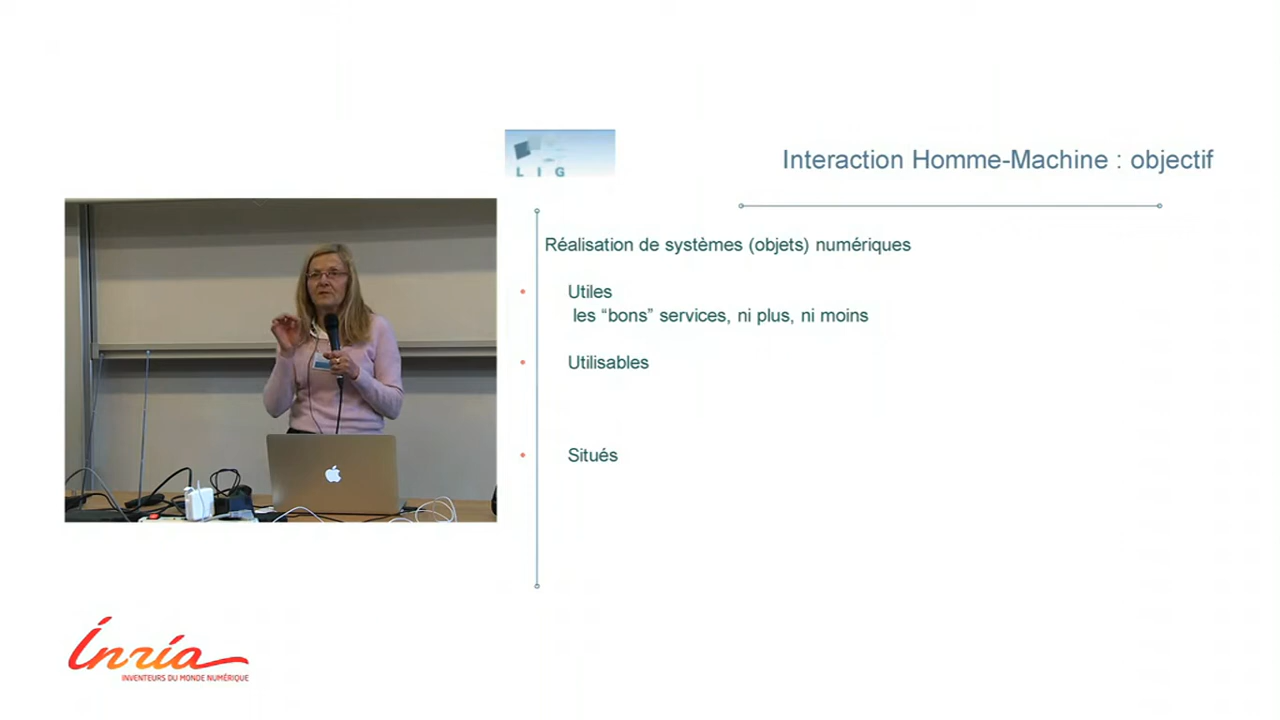 L I G
Interaction Homme-Machine : objectif
Réalisation de systèmes (objets) numériques
• Utiles
les “bons” services, ni plus, ni moins
• Utilisables
• Situés
Inria
INVENTEURS DU MONDE NUMÉRIQUE